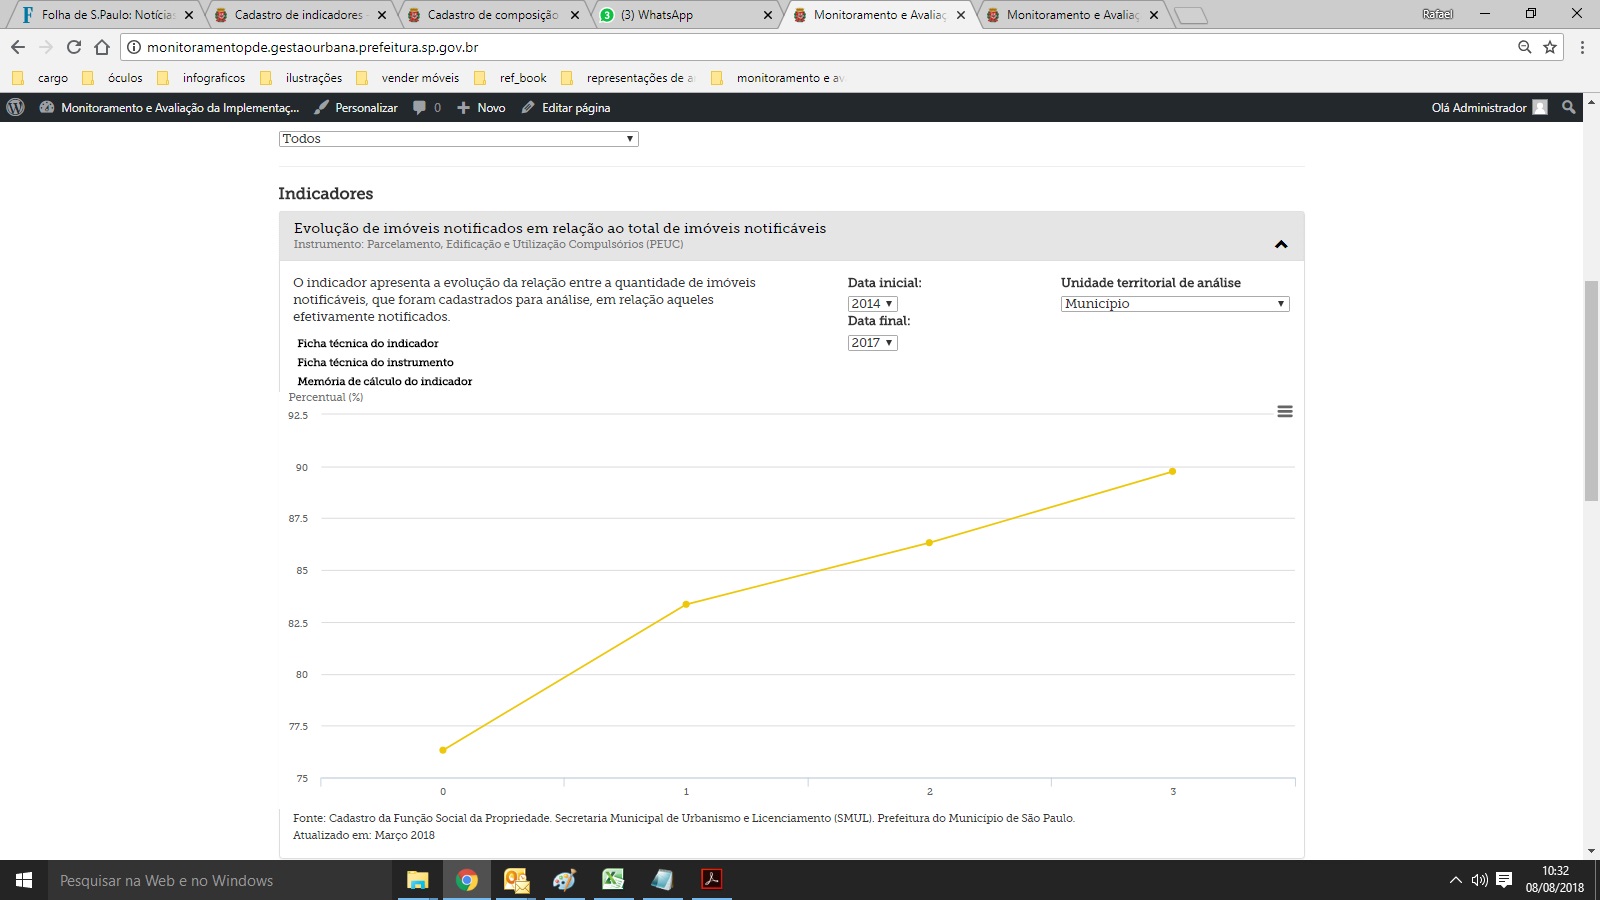 Folha de S.Paulo: Notícias
Cadastro de indicadores -
Cadastro de composição
3
(3) WhatsApp
Monitoramento e Avaliaç
Monitoramento e Avaliaç
Rafael
monitoramentopde.gestaourbana.prefeitura.sp.gov.br
cargo
óculos
infograficos
ilustrações
vender móveis
ref_book
representações de a
monitoramento e av
Monitoramento e Avaliação da Implementaç...
Personalizar
0
Novo
Editar página
Olá Administrador
Todos
Indicadores
Evolução de imóveis notificados em relação ao total de imóveis notificáveis
Instrumento: Parcelamento, Edificação e Utilização Compulsórios (PEUC)
O indicador apresenta a evolução da relação entre a quantidade de imóveis
notificáveis, que foram cadastrados para análise, em relação aqueles
efetivamente notificados.
Data inicial:
2014
Data final:
2017
Unidade territorial de análise
Município
Ficha técnica do indicador
Ficha técnica do instrumento
Memória de cálculo do indicador
Percentual (%)
92.5
90
87.5
85
82.5
80
77.5
75
0
1
2
3
Fonte: Cadastro da Função Social da Propriedade. Secretaria Municipal de Urbanismo e Licenciamento (SMUL). Prefeitura do Município de São Paulo.
Atualizado em: Março 2018
Pesquisar na Web e no Windows
10:32
08/08/2018